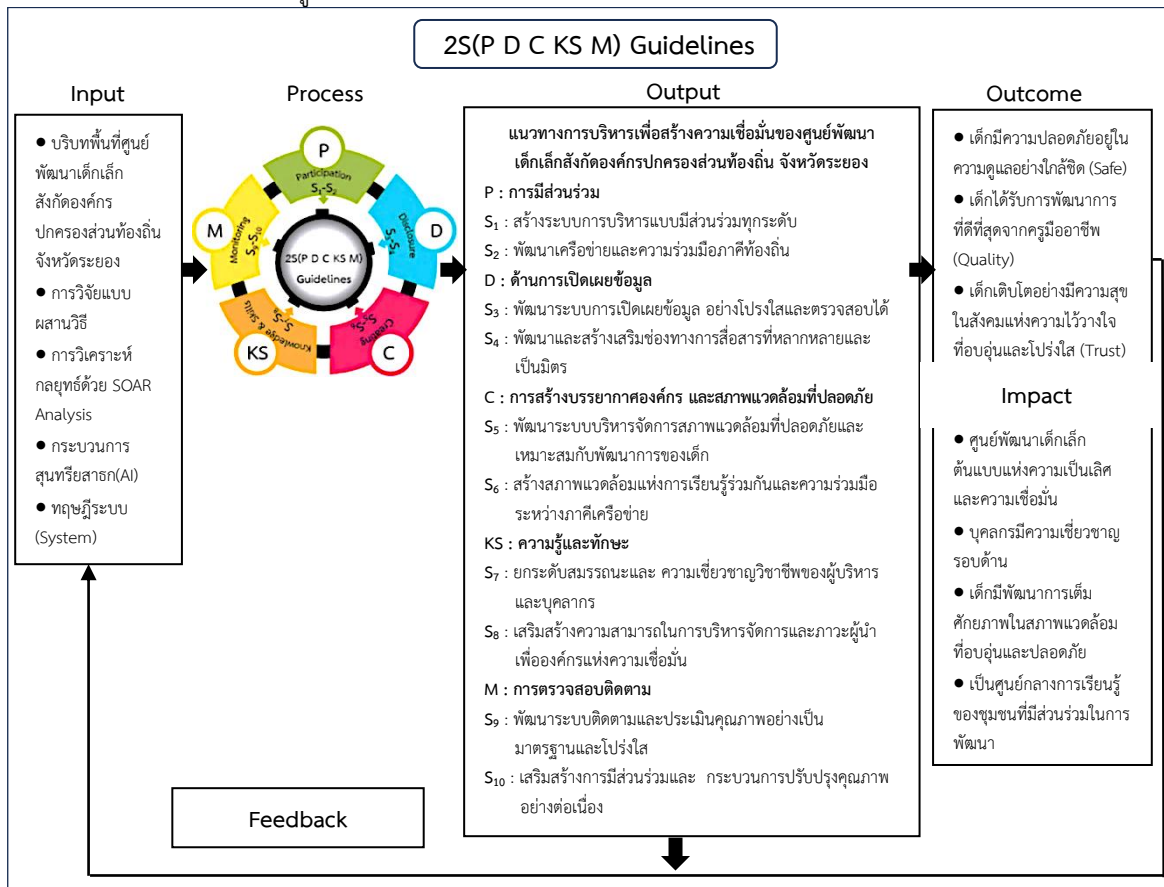 2S(P D C KS M) Guidelines
Input
● บริบทพื้นที่ศูนย์
พัฒนาเด็กเล็ก
สังกัดองค์กร
ปกครองส่วนท้องถิ่น
จังหวัดระยอง
● การวิจัยแบบ
ผสานวิธี
● การวิเคราะห์
กลยุทธ์ด้วย SOAR
Analysis
● กระบวนการ
สุนทรียสาธก(AI)
● ทฤษฎีระบบ
(System)
Process
P
Participation
S₁-S₂
D
Disclosure
S₃-S₄
C
Creating
S₅-S₆
KS
Knowledge & Skills
S₇-S₈
M
Monitoring
S₉-S₁₀
2S(P D C KS M)
Guidelines
Output
แนวทางการบริหารเพื่อสร้างความเชื่อมั่นของศูนย์พัฒนา
เด็กเล็กสังกัดองค์กรปกครองส่วนท้องถิ่น จังหวัดระยอง
P : การมีส่วนร่วม
S₁ : สร้างระบบการบริหารแบบมีส่วนร่วมทุกระดับ
S₂ : พัฒนาเครือข่ายและความร่วมมือภาคีท้องถิ่น
D : ด้านการเปิดเผยข้อมูล
S₃ : พัฒนาระบบการเปิดเผยข้อมูล อย่างโปร่งใสและตรวจสอบได้
S₄ : พัฒนาและสร้างเสริมช่องทางการสื่อสารที่หลากหลายและ
เป็นมิตร
C : การสร้างบรรยากาศองค์กร และสภาพแวดล้อมที่ปลอดภัย
S₅ : พัฒนาระบบบริหารจัดการสภาพแวดล้อมที่ปลอดภัยและ
เหมาะสมกับพัฒนาการของเด็ก
S₆ : สร้างสภาพแวดล้อมแห่งการเรียนรู้ร่วมกันและความร่วมมือ
ระหว่างภาคีเครือข่าย
KS : ความรู้และทักษะ
S₇ : ยกระดับสมรรถนะและ ความเชี่ยวชาญวิชาชีพของผู้บริหาร
และบุคลากร
S₈ : เสริมสร้างความสามารถในการบริหารจัดการและภาวะผู้นำ
เพื่อองค์กรแห่งความเชื่อมั่น
M : การตรวจสอบติดตาม
S₉ : พัฒนาระบบติดตามและประเมินคุณภาพอย่างเป็น
มาตรฐานและโปร่งใส
S₁₀ : เสริมสร้างการมีส่วนร่วมและ กระบวนการปรับปรุงคุณภาพ
อย่างต่อเนื่อง
Outcome
● เด็กมีความปลอดภัยอยู่ใน
ความดูแลอย่างใกล้ชิด (Safe)
● เด็กได้รับการพัฒนาการ
ที่ดีที่สุดจากครูมืออาชีพ
(Quality)
● เด็กเติบโตอย่างมีความสุข
ในสังคมแห่งความไว้วางใจ
ที่อบอุ่นและโปร่งใส (Trust)
Impact
● ศูนย์พัฒนาเด็กเล็ก
ต้นแบบแห่งความเป็นเลิศ
และความเชื่อมั่น
● บุคลากรมีความเชี่ยวชาญ
รอบด้าน
● เด็กมีพัฒนาการเต็ม
ศักยภาพในสภาพแวดล้อม
ที่อบอุ่นและปลอดภัย
● เป็นศูนย์กลางการเรียนรู้
ของชุมชนที่มีส่วนร่วมในการ
พัฒนา
Feedback